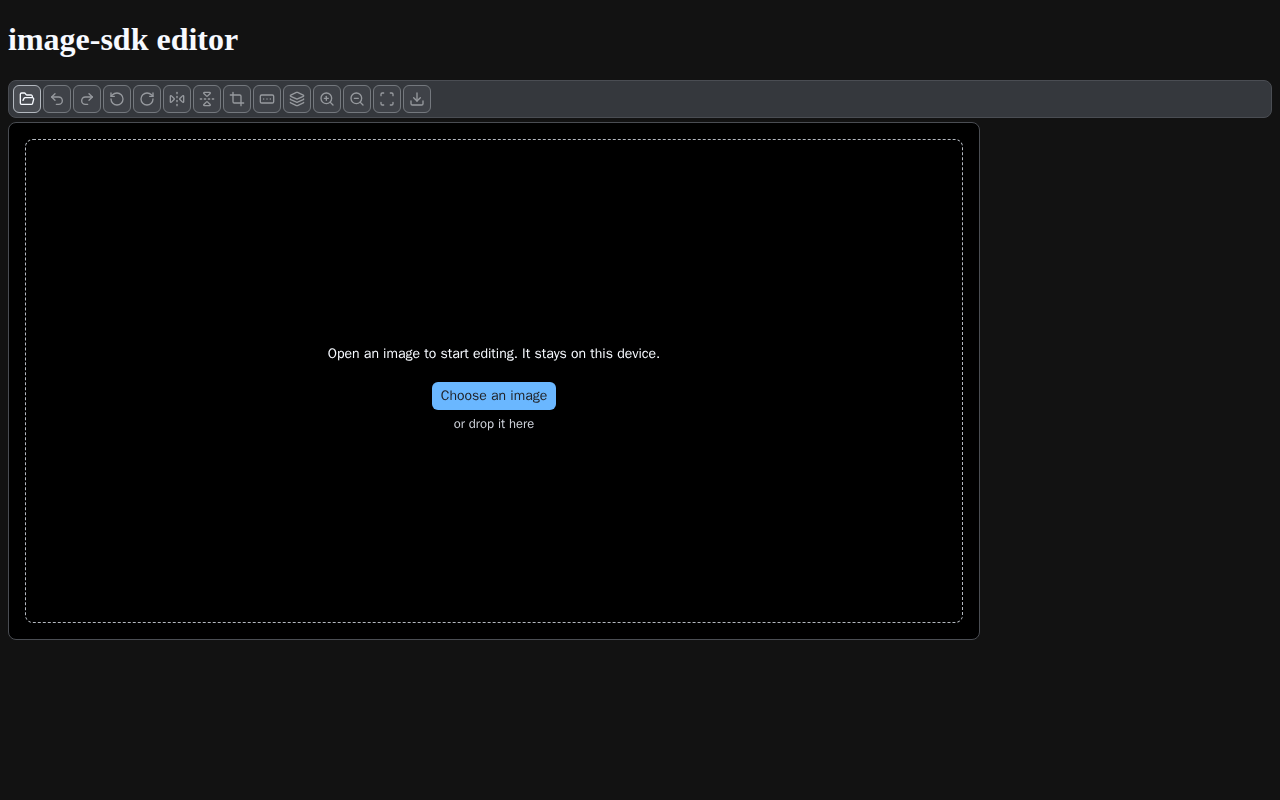 image-sdk editor
Open an image to start editing. It stays on this device.
Choose an image
or drop it here